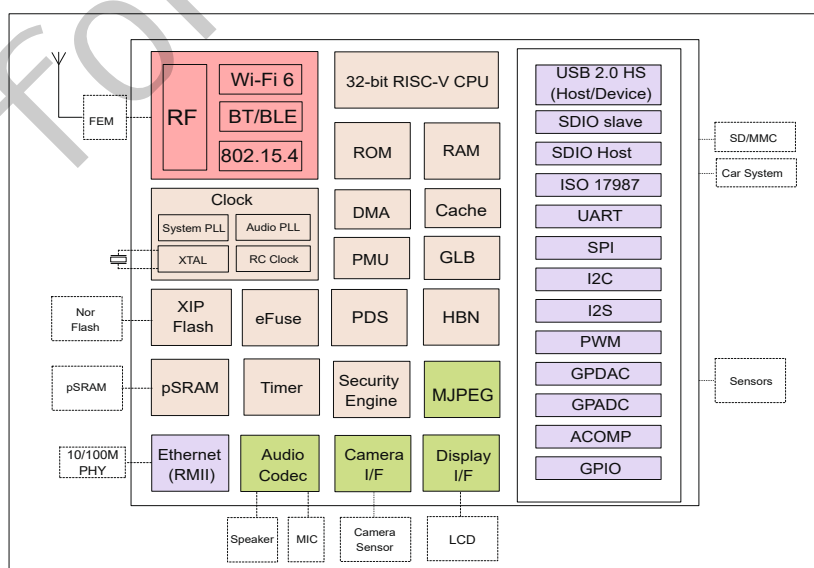 for
FEM
RF
Wi-Fi 6
BT/BLE
802.15.4
32-bit RISC-V CPU
ROM
RAM
Clock
System PLL
Audio PLL
XTAL
RC Clock
DMA
Cache
PMU
GLB
Nor
Flash
XIP
Flash
eFuse
PDS
HBN
pSRAM
pSRAM
Timer
Security
Engine
MJPEG
10/100M
PHY
Ethernet
(RMII)
Audio
Codec
Camera
I/F
Display
I/F
Speaker
MIC
Camera
Sensor
LCD
USB 2.0 HS
(Host/Device)
SDIO slave
SDIO Host
ISO 17987
UART
SPI
I2C
I2S
PWM
GPDAC
GPADC
ACOMP
GPIO
SD/MMC
Car System
Sensors